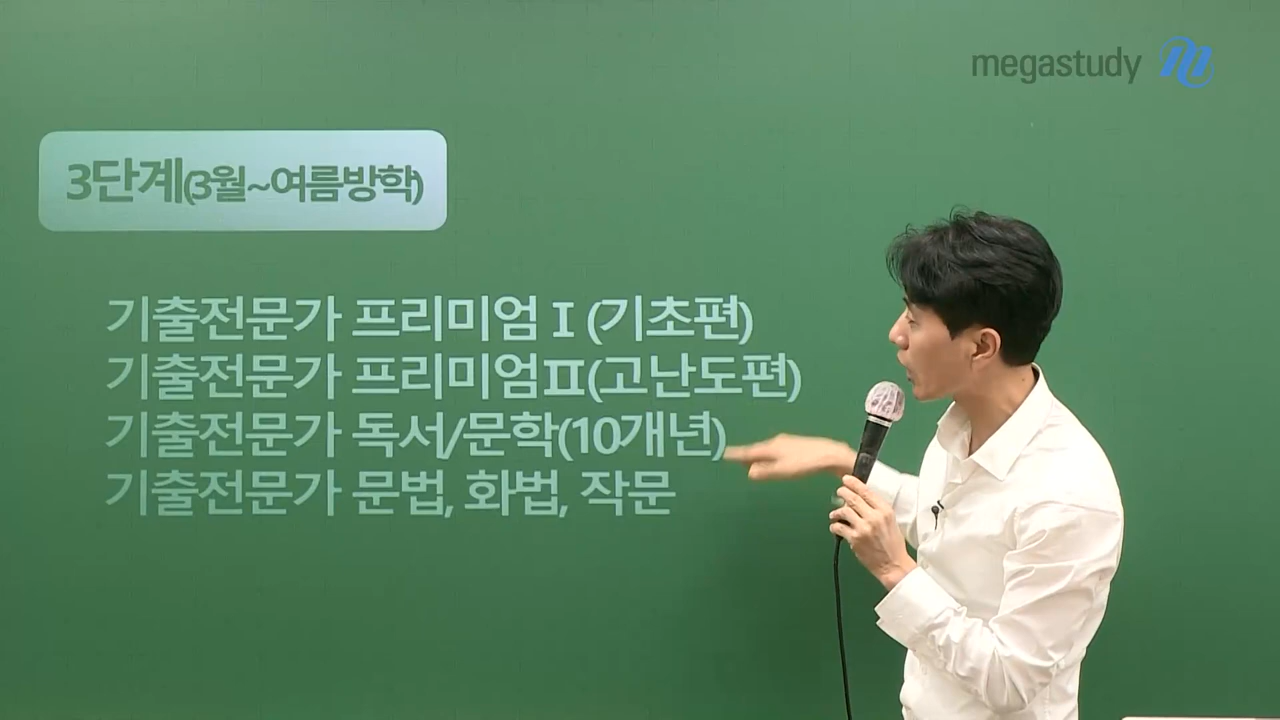 megastudy
3단계(3월~여름방학)
기출전문가 프리미엄 Ⅰ (기초편)
기출전문가 프리미엄Ⅱ(고난도편)
기출전문가 독서/문학(10개년)
기출전문가 문법, 화법, 작문